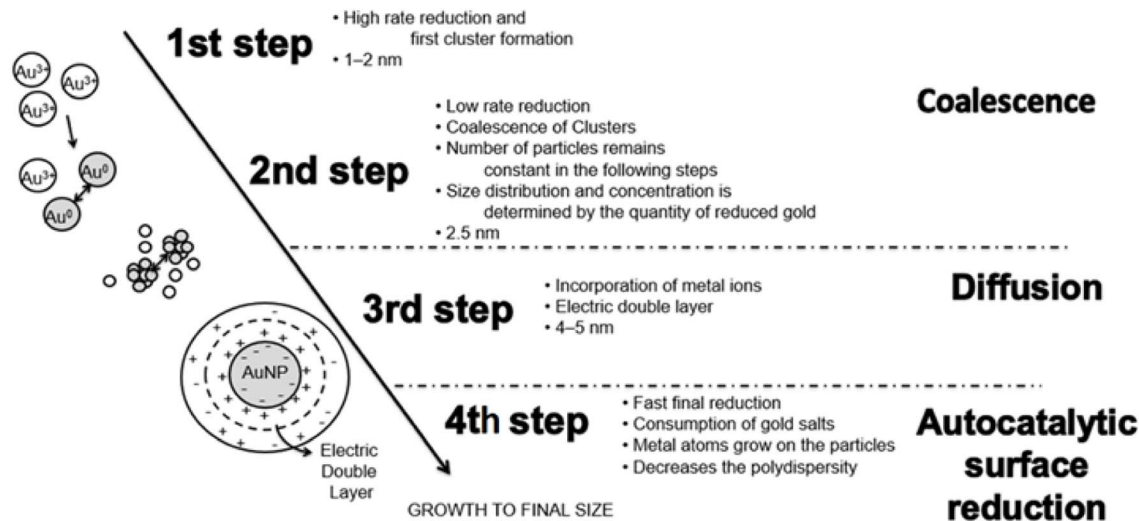 1st step
• High rate reduction and
first cluster formation
• 1–2 nm
Au³⁺
Au³⁺
Au³⁺
Au³⁺
Au⁰
Au⁰
Coalescence
2nd step
• Low rate reduction
• Coalescence of Clusters
• Number of particles remains
constant in the following steps
• Size distribution and concentration is
determined by the quantity of reduced gold
• 2.5 nm
3rd step
• Incorporation of metal ions
• Electric double layer
• 4–5 nm
Diffusion
AuNP
Electric
Double
Layer
4th step
• Fast final reduction
• Consumption of gold salts
• Metal atoms grow on the particles
• Decreases the polydispersity
Autocatalytic
surface
reduction
GROWTH TO FINAL SIZE